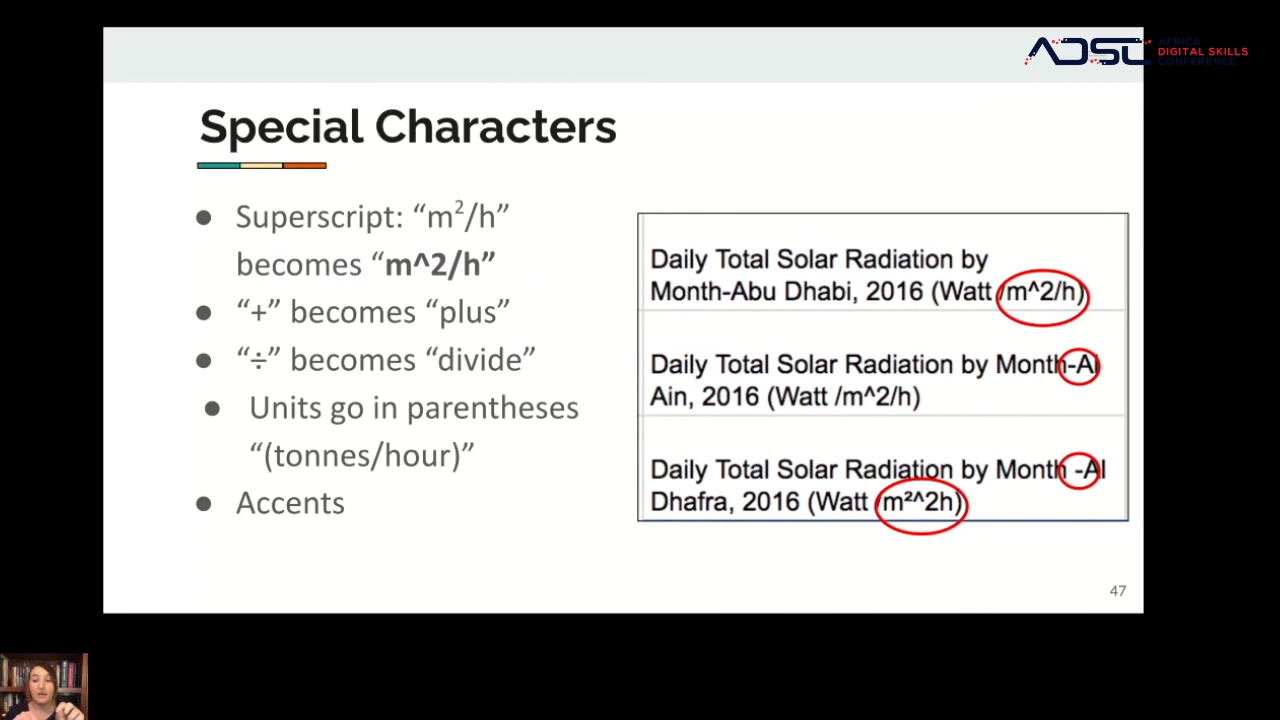 ADSC AFRICA
DIGITAL SKILLS
CONFERENCE
Special Characters
● Superscript: “m²/h”
becomes “m^2/h”
● “+” becomes “plus”
● “÷” becomes “divide”
● Units go in parentheses
“(tonnes/hour)”
● Accents
Daily Total Solar Radiation by
Month-Abu Dhabi, 2016 (Watt /m^2/h)
Daily Total Solar Radiation by Month-Al
Ain, 2016 (Watt /m^2/h)
Daily Total Solar Radiation by Month -Al
Dhafra, 2016 (Watt /m²^2h)
47